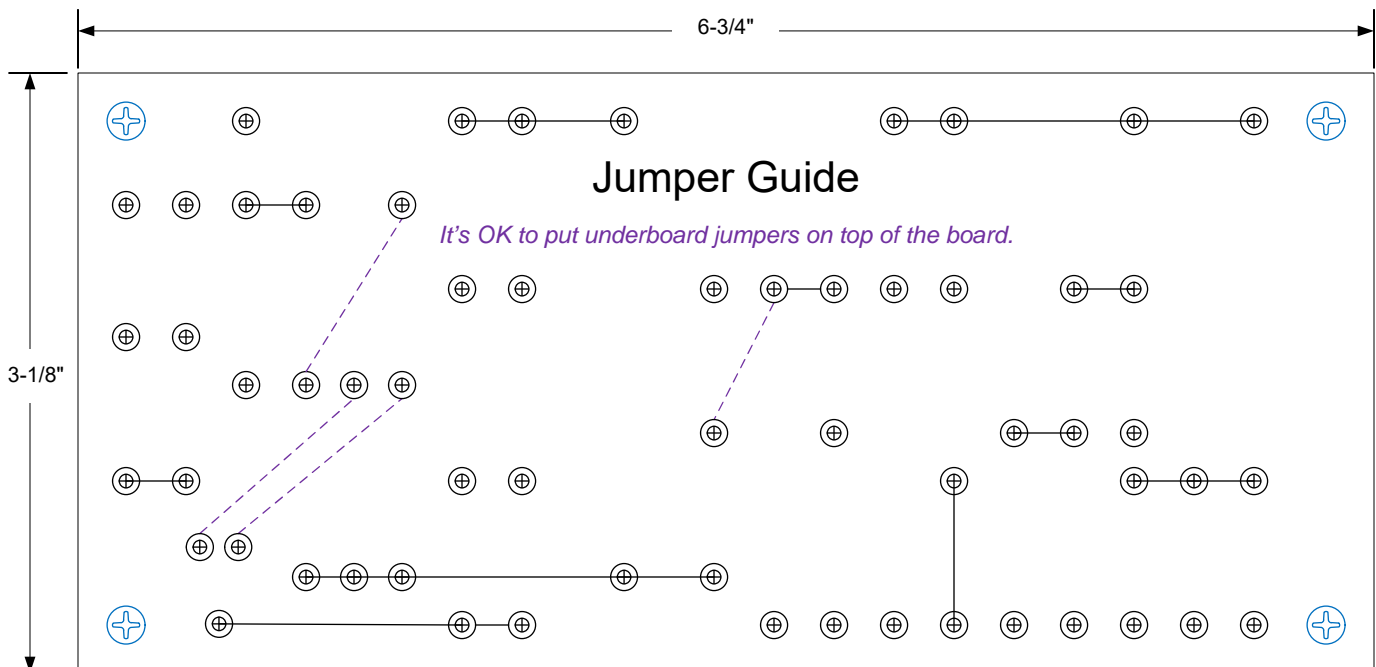 6-3/4"
Jumper Guide
It's OK to put underboard jumpers on top of the board.
3-1/8"